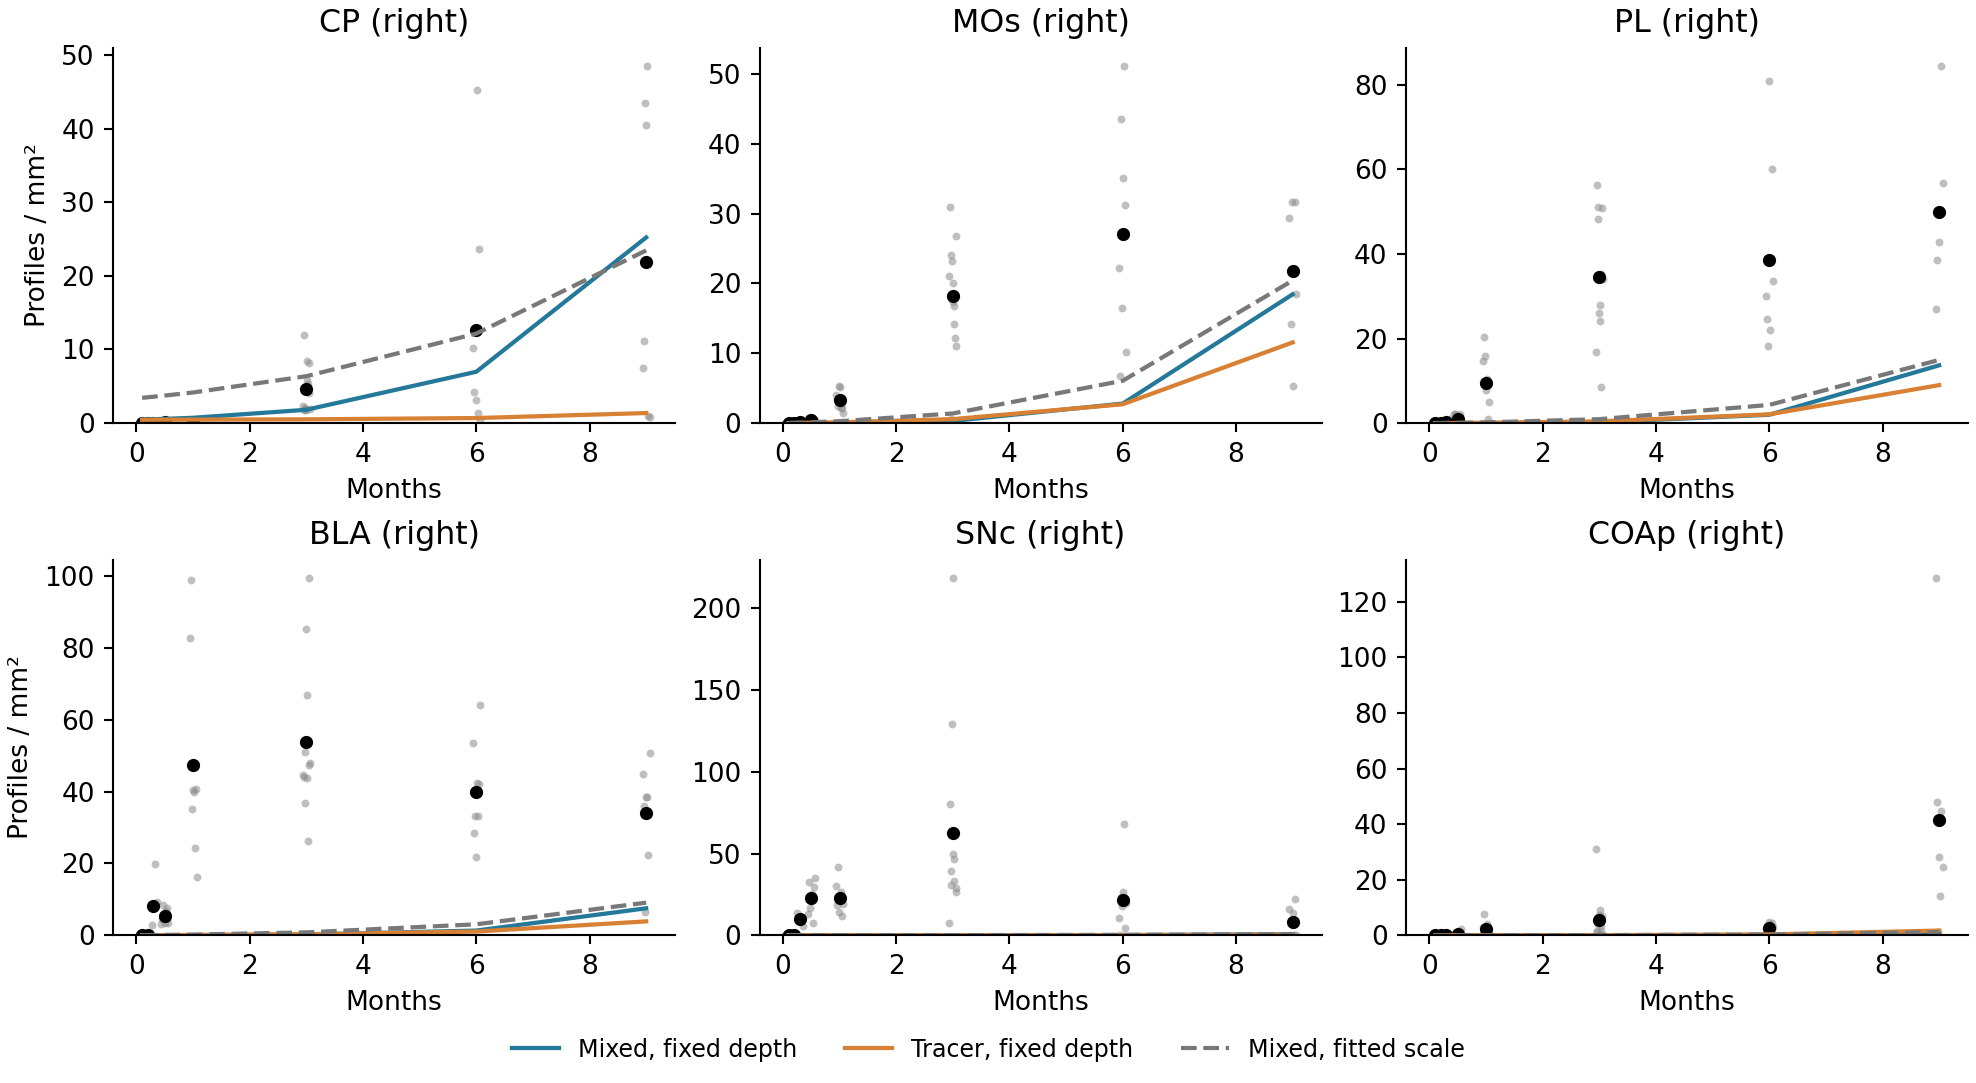 CP (right)
MOs (right)
PL (right)
Profiles / mm²
50
40
30
20
10
0
50
40
30
20
10
0
80
60
40
20
0
0 2 4 6 8
0 2 4 6 8
0 2 4 6 8
Months
Months
Months
BLA (right)
SNc (right)
COAp (right)
Profiles / mm²
100
80
60
40
20
0
200
150
100
50
0
120
100
80
60
40
20
0
0 2 4 6 8
0 2 4 6 8
0 2 4 6 8
Months
Months
Months
Mixed, fixed depth
Tracer, fixed depth
Mixed, fitted scale